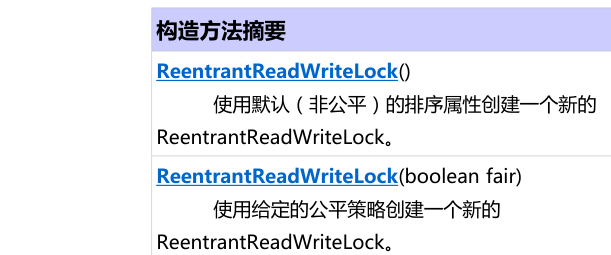 构造方法摘要
ReentrantReadWriteLock()
使用默认（非公平）的排序属性创建一个新的
ReentrantReadWriteLock。
ReentrantReadWriteLock(boolean fair)
使用给定的公平策略创建一个新的
ReentrantReadWriteLock。